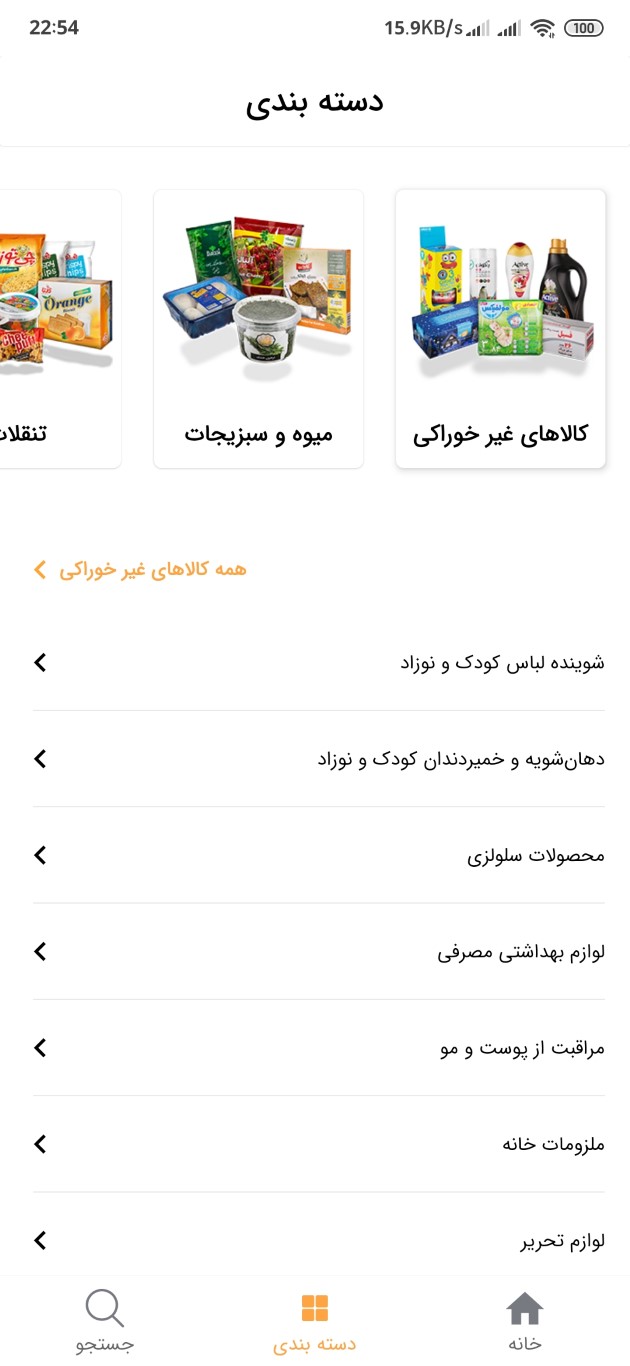 22:54
15.9KB/s
100
دسته بندی
Active
Orange
کالاهای غیر خوراکی
میوه و سبزیجات
تنقلات
همه کالاهای غیر خوراکی
شوینده لباس کودک و نوزاد
دهان‌شویه و خمیردندان کودک و نوزاد
محصولات سلولزی
لوازم بهداشتی مصرفی
مراقبت از پوست و مو
ملزومات خانه
لوازم تحریر
خانه
دسته بندی
جستجو